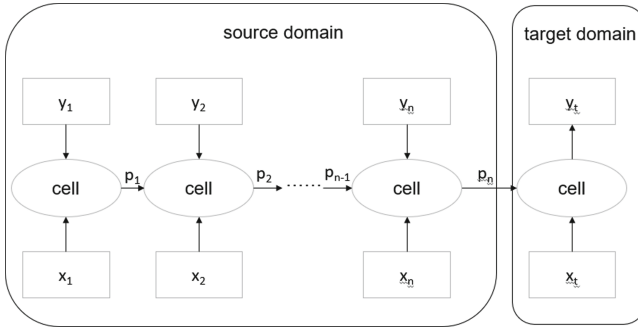 source domain
target domain
y₁ y₂ yₙ yₜ
cell p₁ cell p₂ ...... pₙ₋₁ cell pₙ cell
x₁ x₂ xₙ xₜ